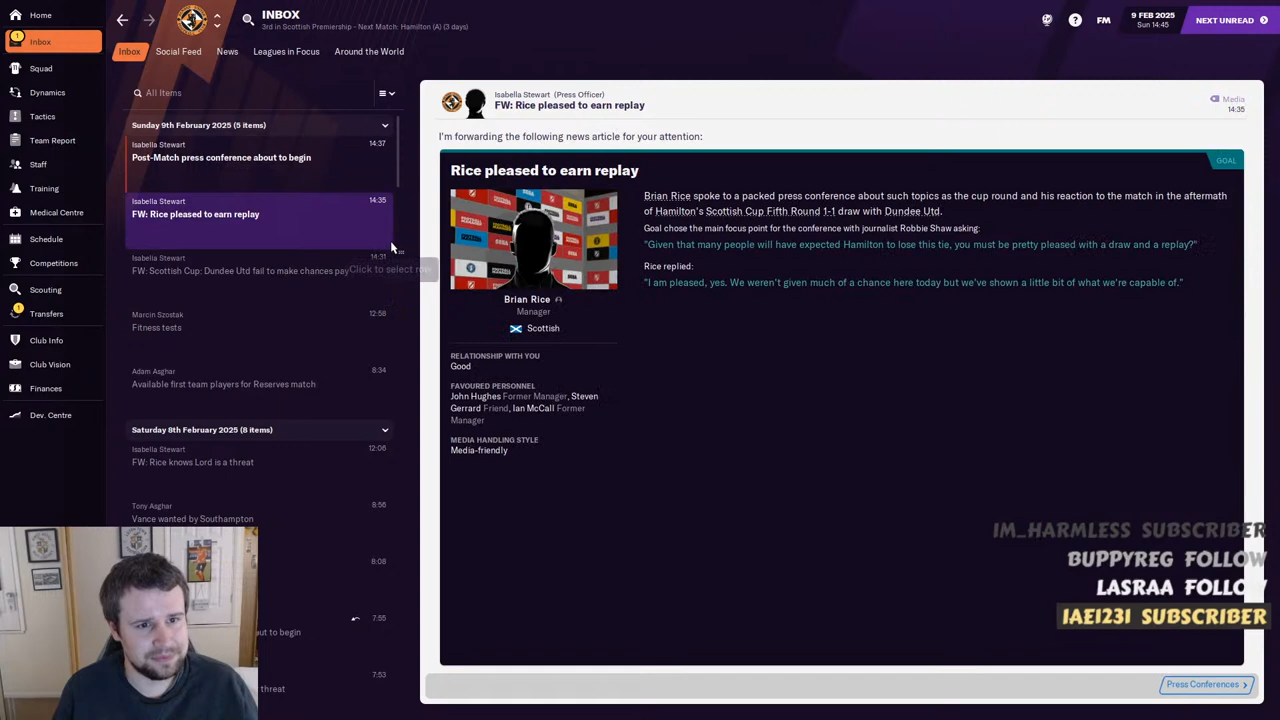 Home
INBOX
3rd in Scottish Premiership - Next Match: Hamilton (A) (3 days)
FM
9 FEB 2025
Sun 14:45
NEXT UNREAD
1
Inbox
Squad
Dynamics
Tactics
Team Report
Staff
Training
Medical Centre
Schedule
Competitions
Scouting
1
Transfers
Club Info
Club Vision
Finances
Dev. Centre
Inbox
Social Feed
News
Leagues in Focus
Around the World
All Items
Sunday 9th February 2025 (5 items)
Isabella Stewart
14:37
Post-Match press conference about to begin
Isabella Stewart
14:35
FW: Rice pleased to earn replay
Isabella Stewart
14:31
FW: Scottish Cup: Dundee Utd fail to make chances pay
Click to select row
Marcin Szostak
12:58
Fitness tests
Adam Asghar
8:34
Available first team players for Reserves match
Saturday 8th February 2025 (8 items)
Isabella Stewart
12:06
FW: Rice knows Lord is a threat
Tony Asghar
8:56
Vance wanted by Southampton
8:08
7:55
out to begin
7:53
threat
Isabella Stewart (Press Officer)
FW: Rice pleased to earn replay
Media
14:35
I'm forwarding the following news article for your attention:
GOAL
Rice pleased to earn replay
Brian Rice spoke to a packed press conference about such topics as the cup round and his reaction to the match in the aftermath
of Hamilton's Scottish Cup Fifth Round 1-1 draw with Dundee Utd.
Goal chose the main focus point for the conference with journalist Robbie Shaw asking:
"Given that many people will have expected Hamilton to lose this tie, you must be pretty pleased with a draw and a replay?"
Rice replied:
"I am pleased, yes. We weren't given much of a chance here today but we've shown a little bit of what we're capable of."
Brian Rice
Manager
Scottish
RELATIONSHIP WITH YOU
Good
FAVOURED PERSONNEL
John Hughes Former Manager, Steven
Gerrard Friend, Ian McCall Former
Manager
MEDIA HANDLING STYLE
Media-friendly
IM_HARMLESS SUBSCRIBER
BUPPYREG FOLLOW
LASRAA FOLLOW
IAE1231 SUBSCRIBER
Press Conferences